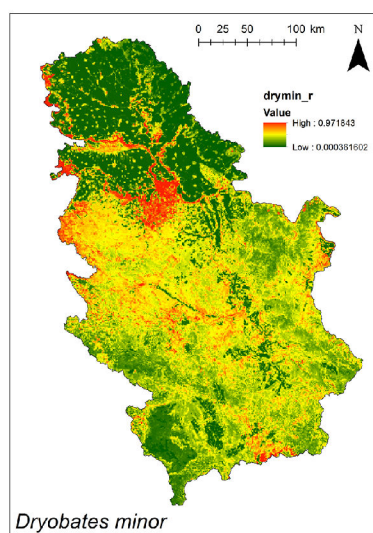 0 25 50 100 km
N
drymin_r
Value
High : 0.971843
Low : 0.000361602
Dryobates minor